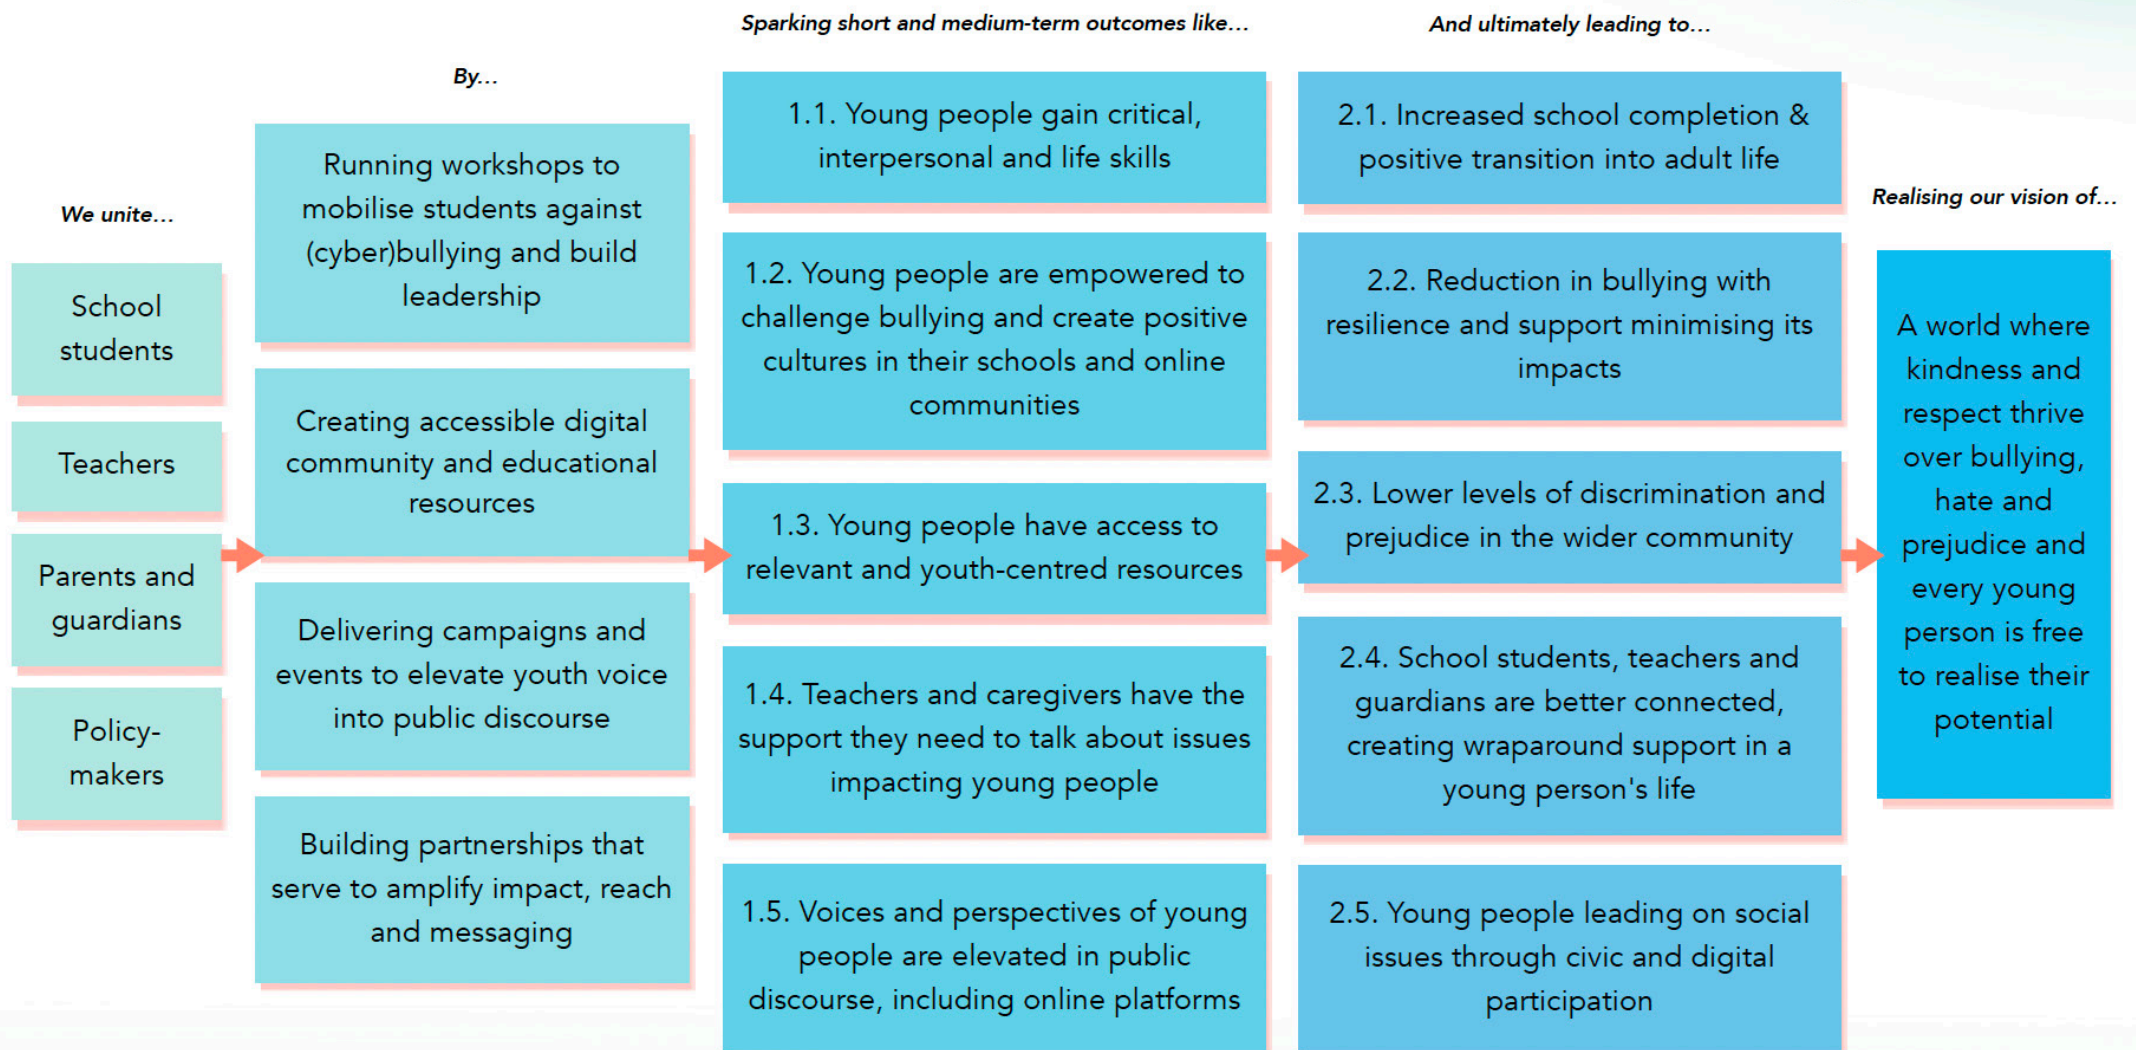 We unite...
School
students
Teachers
Parents and
guardians
Policy-
makers
By...
Running workshops to
mobilise students against
(cyber)bullying and build
leadership
Creating accessible digital
community and educational
resources
Delivering campaigns and
events to elevate youth voice
into public discourse
Building partnerships that
serve to amplify impact, reach
and messaging
Sparking short and medium-term outcomes like...
1.1. Young people gain critical,
interpersonal and life skills
1.2. Young people are empowered to
challenge bullying and create positive
cultures in their schools and online
communities
1.3. Young people have access to
relevant and youth-centred resources
1.4. Teachers and caregivers have the
support they need to talk about issues
impacting young people
1.5. Voices and perspectives of young
people are elevated in public
discourse, including online platforms
And ultimately leading to...
2.1. Increased school completion &
positive transition into adult life
2.2. Reduction in bullying with
resilience and support minimising its
impacts
2.3. Lower levels of discrimination and
prejudice in the wider community
2.4. School students, teachers and
guardians are better connected,
creating wraparound support in a
young person's life
2.5. Young people leading on social
issues through civic and digital
participation
Realising our vision of...
A world where
kindness and
respect thrive
over bullying,
hate and
prejudice and
every young
person is free
to realise their
potential